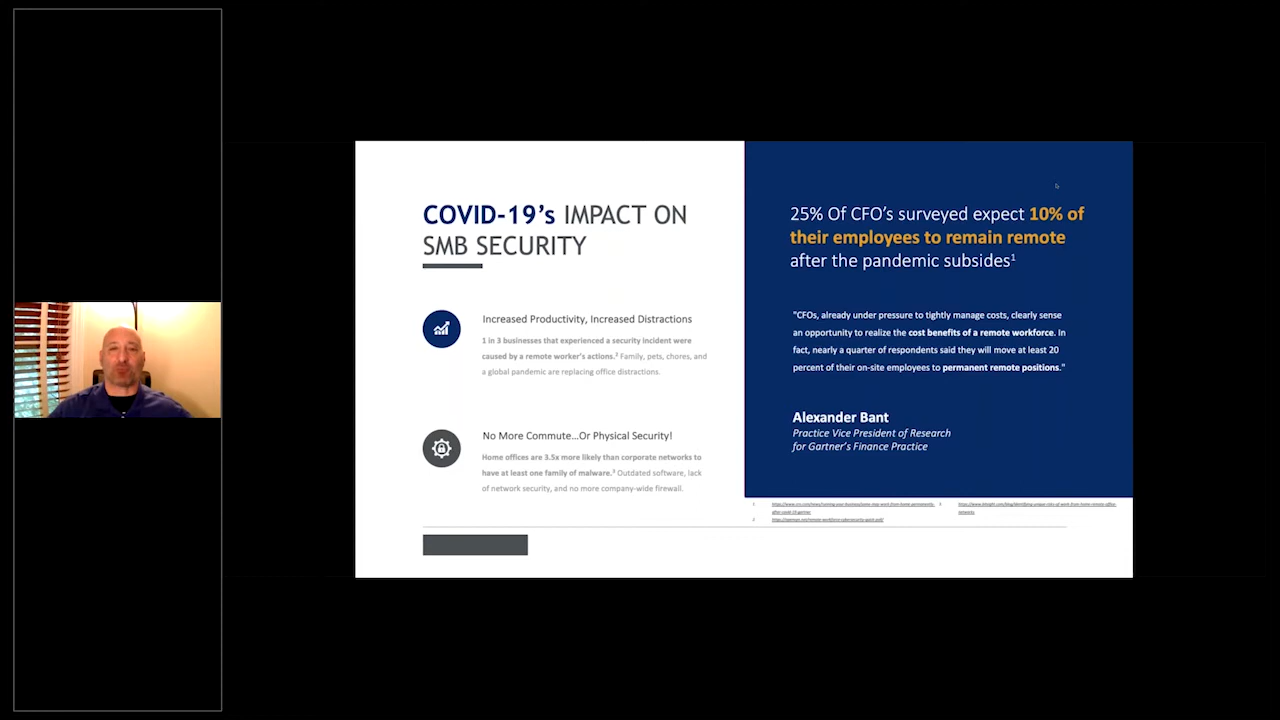 COVID-19’s IMPACT ON
SMB SECURITY
Increased Productivity, Increased Distractions
1 in 3 businesses that experienced a security incident were
caused by a remote worker’s actions.² Family, pets, chores, and
a global pandemic are replacing office distractions.
No More Commute…Or Physical Security!
Home offices are 3.5x more likely than corporate networks to
have at least one family of malware.³ Outdated software, lack
of network security, and no more company-wide firewall.
25% Of CFO’s surveyed expect 10% of
their employees to remain remote
after the pandemic subsides¹
"CFOs, already under pressure to tightly manage costs, clearly sense
an opportunity to realize the cost benefits of a remote workforce. In
fact, nearly a quarter of respondents said they will move at least 20
percent of their on-site employees to permanent remote positions."
Alexander Bant
Practice Vice President of Research
for Gartner’s Finance Practice